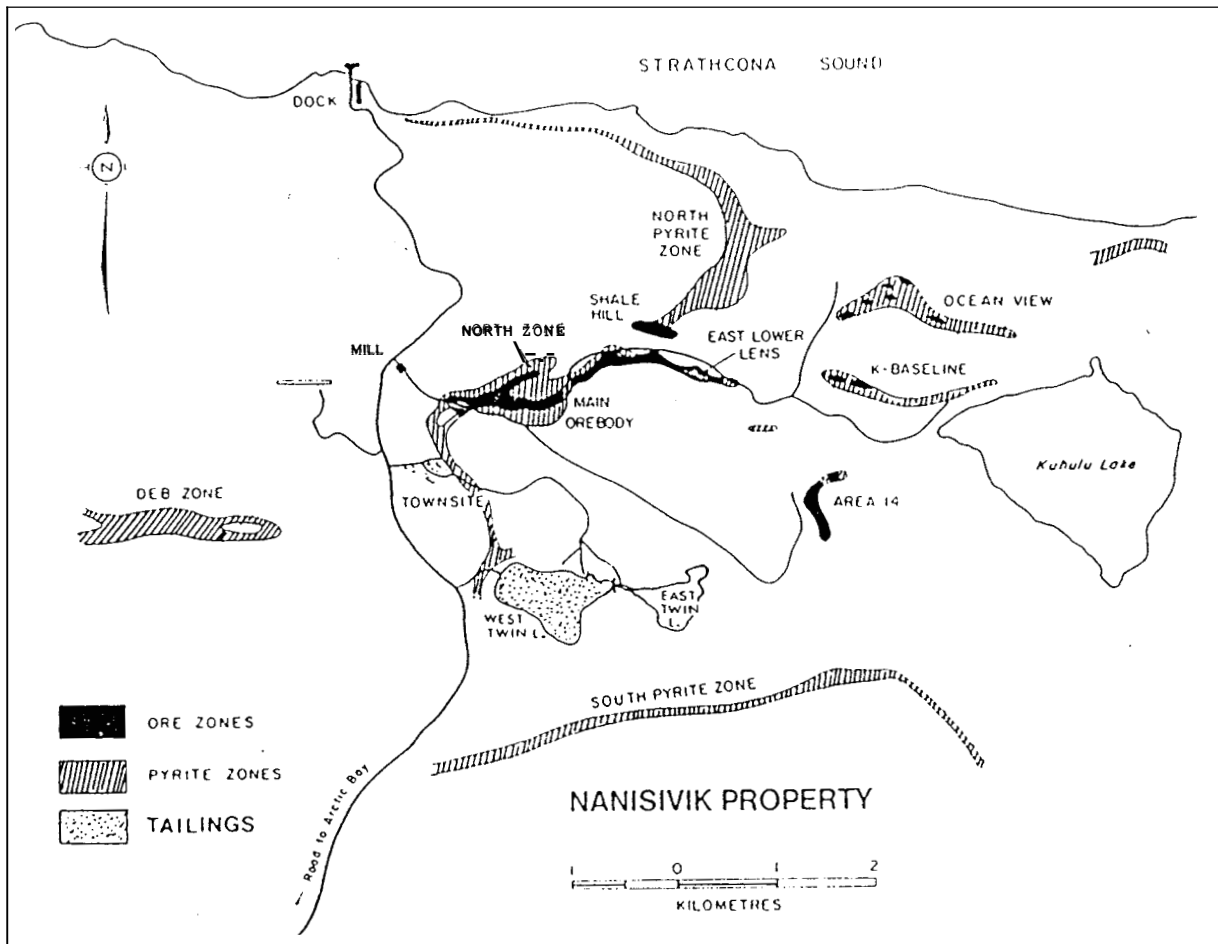 STRATHCONA SOUND
DOCK
N
NORTH
PYRITE
ZONE
SHALE
HILL
OCEAN VIEW
NORTH ZONE
EAST LOWER
LENS
MILL
K-BASELINE
MAIN
OREBODY
Kuhulu Lake
DEB ZONE
TOWNSITE
AREA 14
WEST
TWIN L.
EAST
TWIN
L.
SOUTH PYRITE ZONE
ORE ZONES
PYRITE ZONES
TAILINGS
Road to Arctic Bay
NANISIVIK PROPERTY
1 0 1 2
KILOMETRES